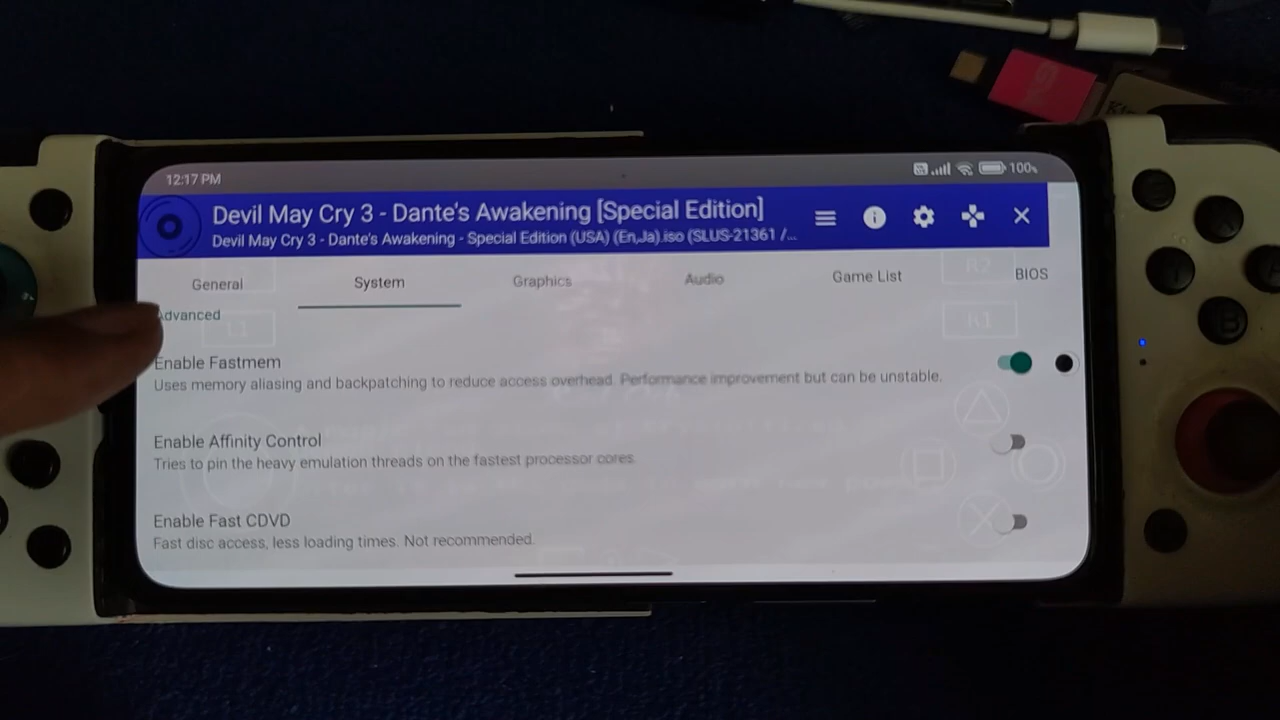 12:17 PM
100%
Devil May Cry 3 - Dante's Awakening [Special Edition]
Devil May Cry 3 - Dante's Awakening - Special Edition (USA) (En,Ja).iso (SLUS-21361 /...
General System Graphics Audio Game List BIOS
R2
L1
R1
Advanced
Enable Fastmem
Uses memory aliasing and backpatching to reduce access overhead. Performance improvement but can be unstable.
Enable Affinity Control
Tries to pin the heavy emulation threads on the fastest processor cores.
Enable Fast CDVD
Fast disc access, less loading times. Not recommended.
B